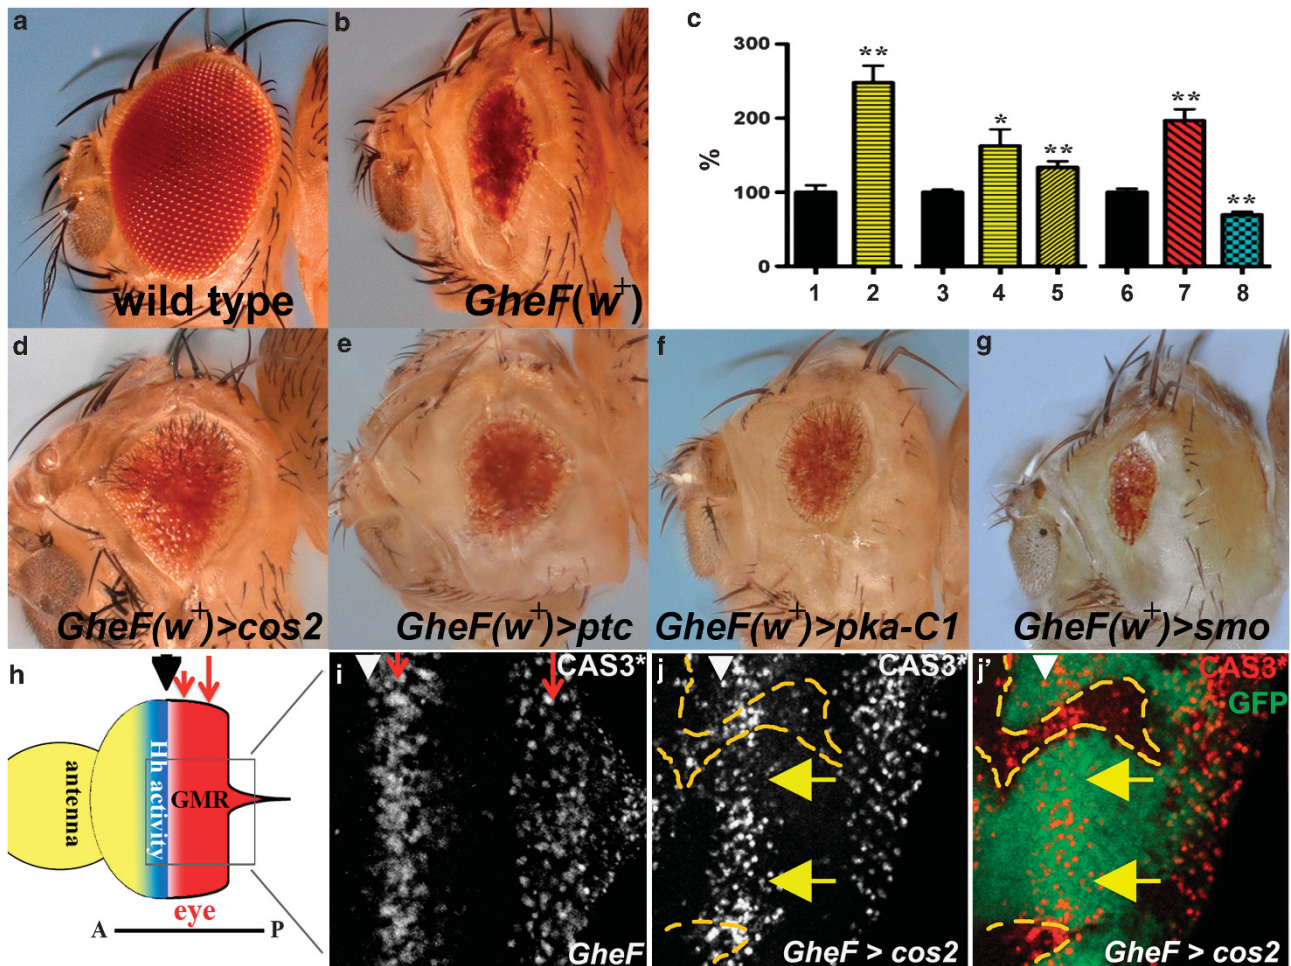 a
wild type
b
GheF(w+)
c
300
200
100
0
%
**
*
**
**
**
1 2 3 4 5 6 7 8
d
GheF(w+)>cos2
e
GheF(w+)>ptc
f
GheF(w+)>pka-C1
g
GheF(w+)>smo
h
antenna
Hh activity
GMR
eye
A P
i
CAS3*
GheF
j
CAS3*
GheF > cos2
j'
CAS3*
GFP
GheF > cos2